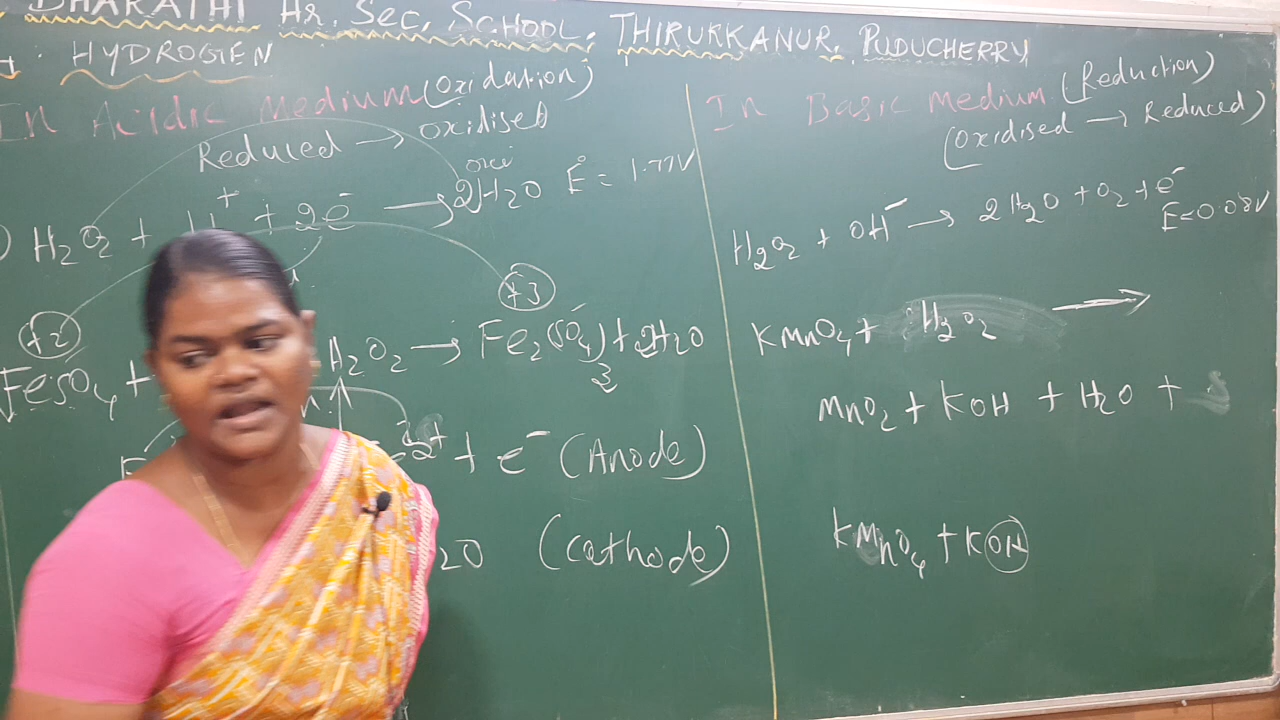 BHARATHI Hr. SEC. SCHOOL, THIRUKKANUR, PUDUCHERRY
HYDROGEN
In Acidic Medium (Oxidation)
Reduced → oxidised
H2O2 + H+ + 2e- → 2H2O E° = 1.77V
+2 +3
FeSO4 + H2O2 → Fe2(SO4)3 + 2H2O
+ e- (Anode)
2O (Cathode)
In Basic Medium (Reduction)
(Oxidised → Reduced)
H2O2 + OH- → 2H2O + O2 + e-
E = 0.08V
KMnO4 + H2O2 →
MnO2 + KOH + H2O +
KMnO4 + KOH